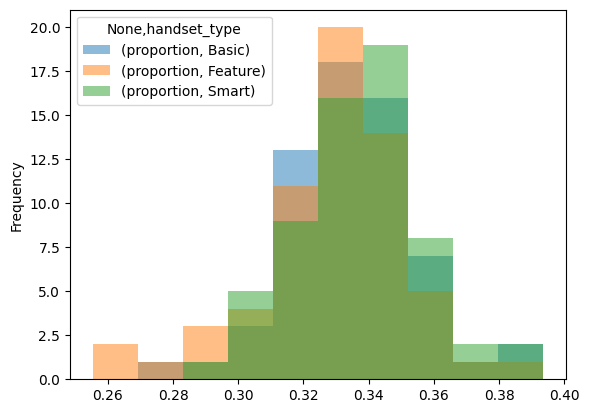 None,handset_type
(proportion, Basic)
(proportion, Feature)
(proportion, Smart)
Frequency
20.0
17.5
15.0
12.5
10.0
7.5
5.0
2.5
0.0
0.26 0.28 0.30 0.32 0.34 0.36 0.38 0.40